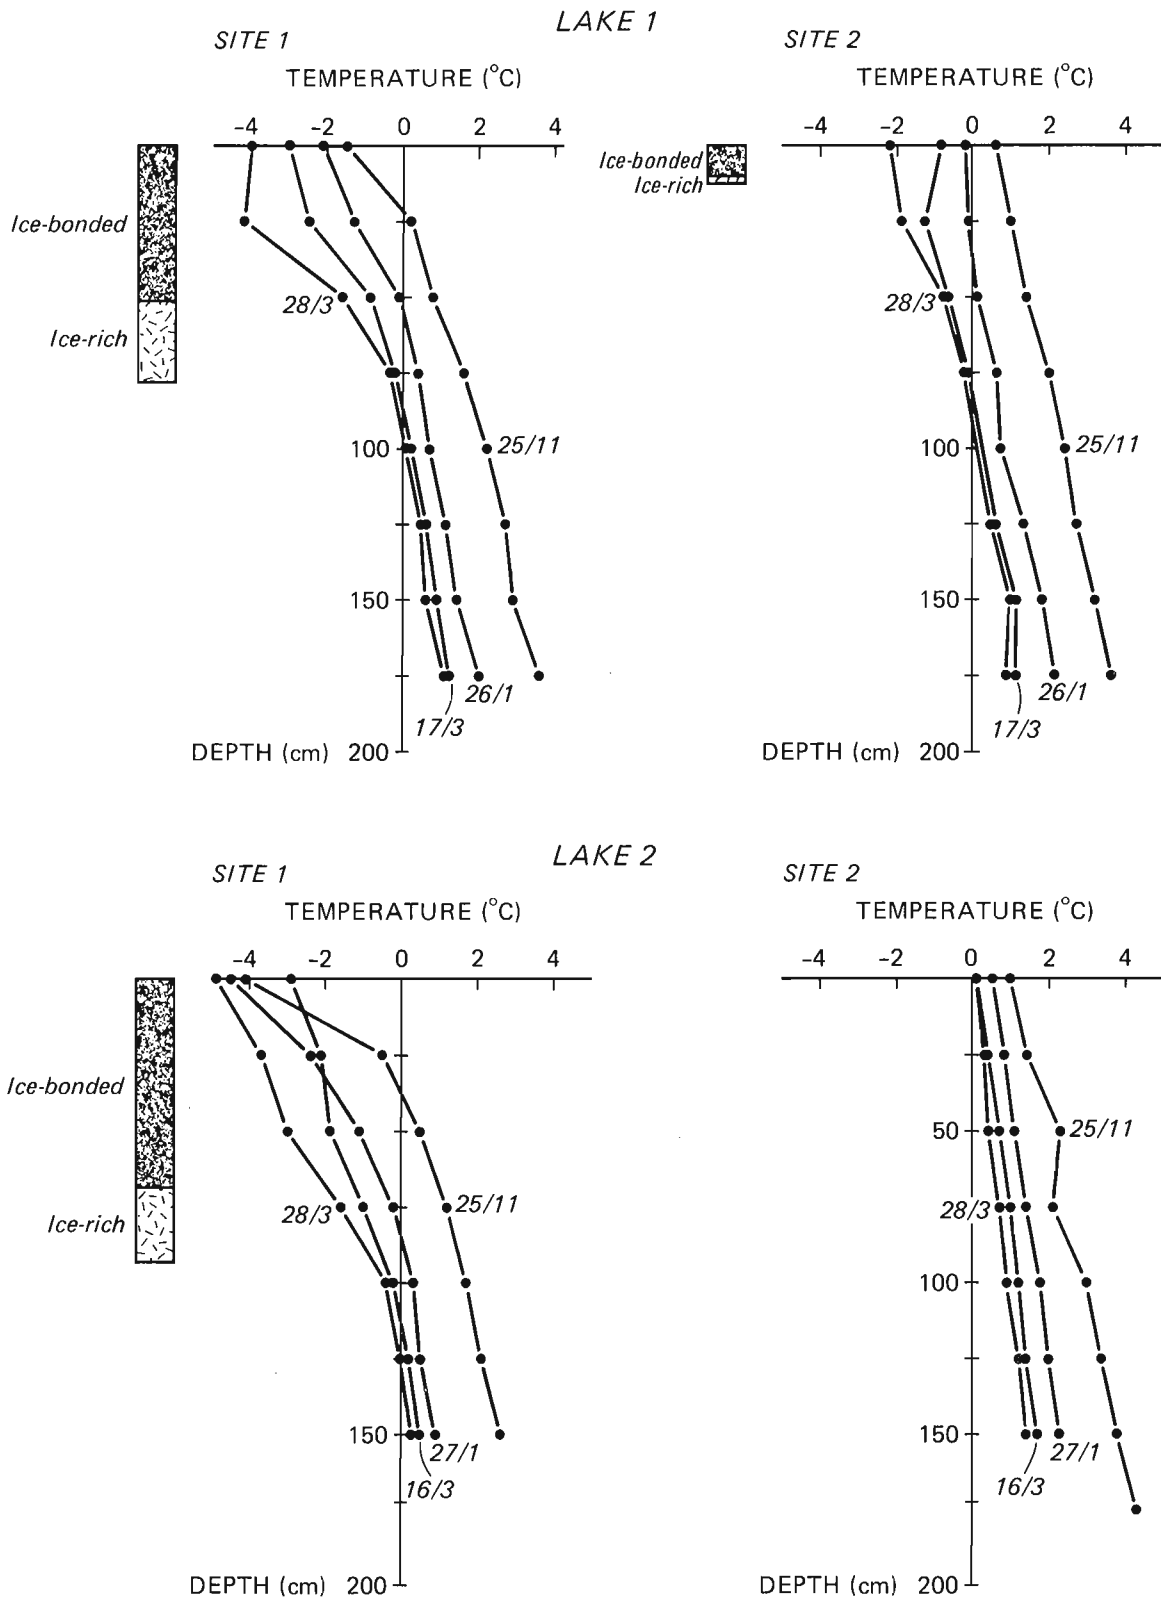 LAKE 1
SITE 1
TEMPERATURE (°C)
-4 -2 0 2 4
Ice-bonded
Ice-rich
28/3
25/11
100
150
26/1
17/3
DEPTH (cm) 200
SITE 2
TEMPERATURE (°C)
-4 -2 0 2 4
Ice-bonded
Ice-rich
28/3
100
25/11
150
26/1
17/3
DEPTH (cm) 200
LAKE 2
SITE 1
TEMPERATURE (°C)
-4 -2 0 2 4
Ice-bonded
Ice-rich
28/3
25/11
100
150
27/1
16/3
DEPTH (cm) 200
SITE 2
TEMPERATURE (°C)
-4 -2 0 2 4
50
25/11
28/3
100
150
27/1
16/3
DEPTH (cm) 200